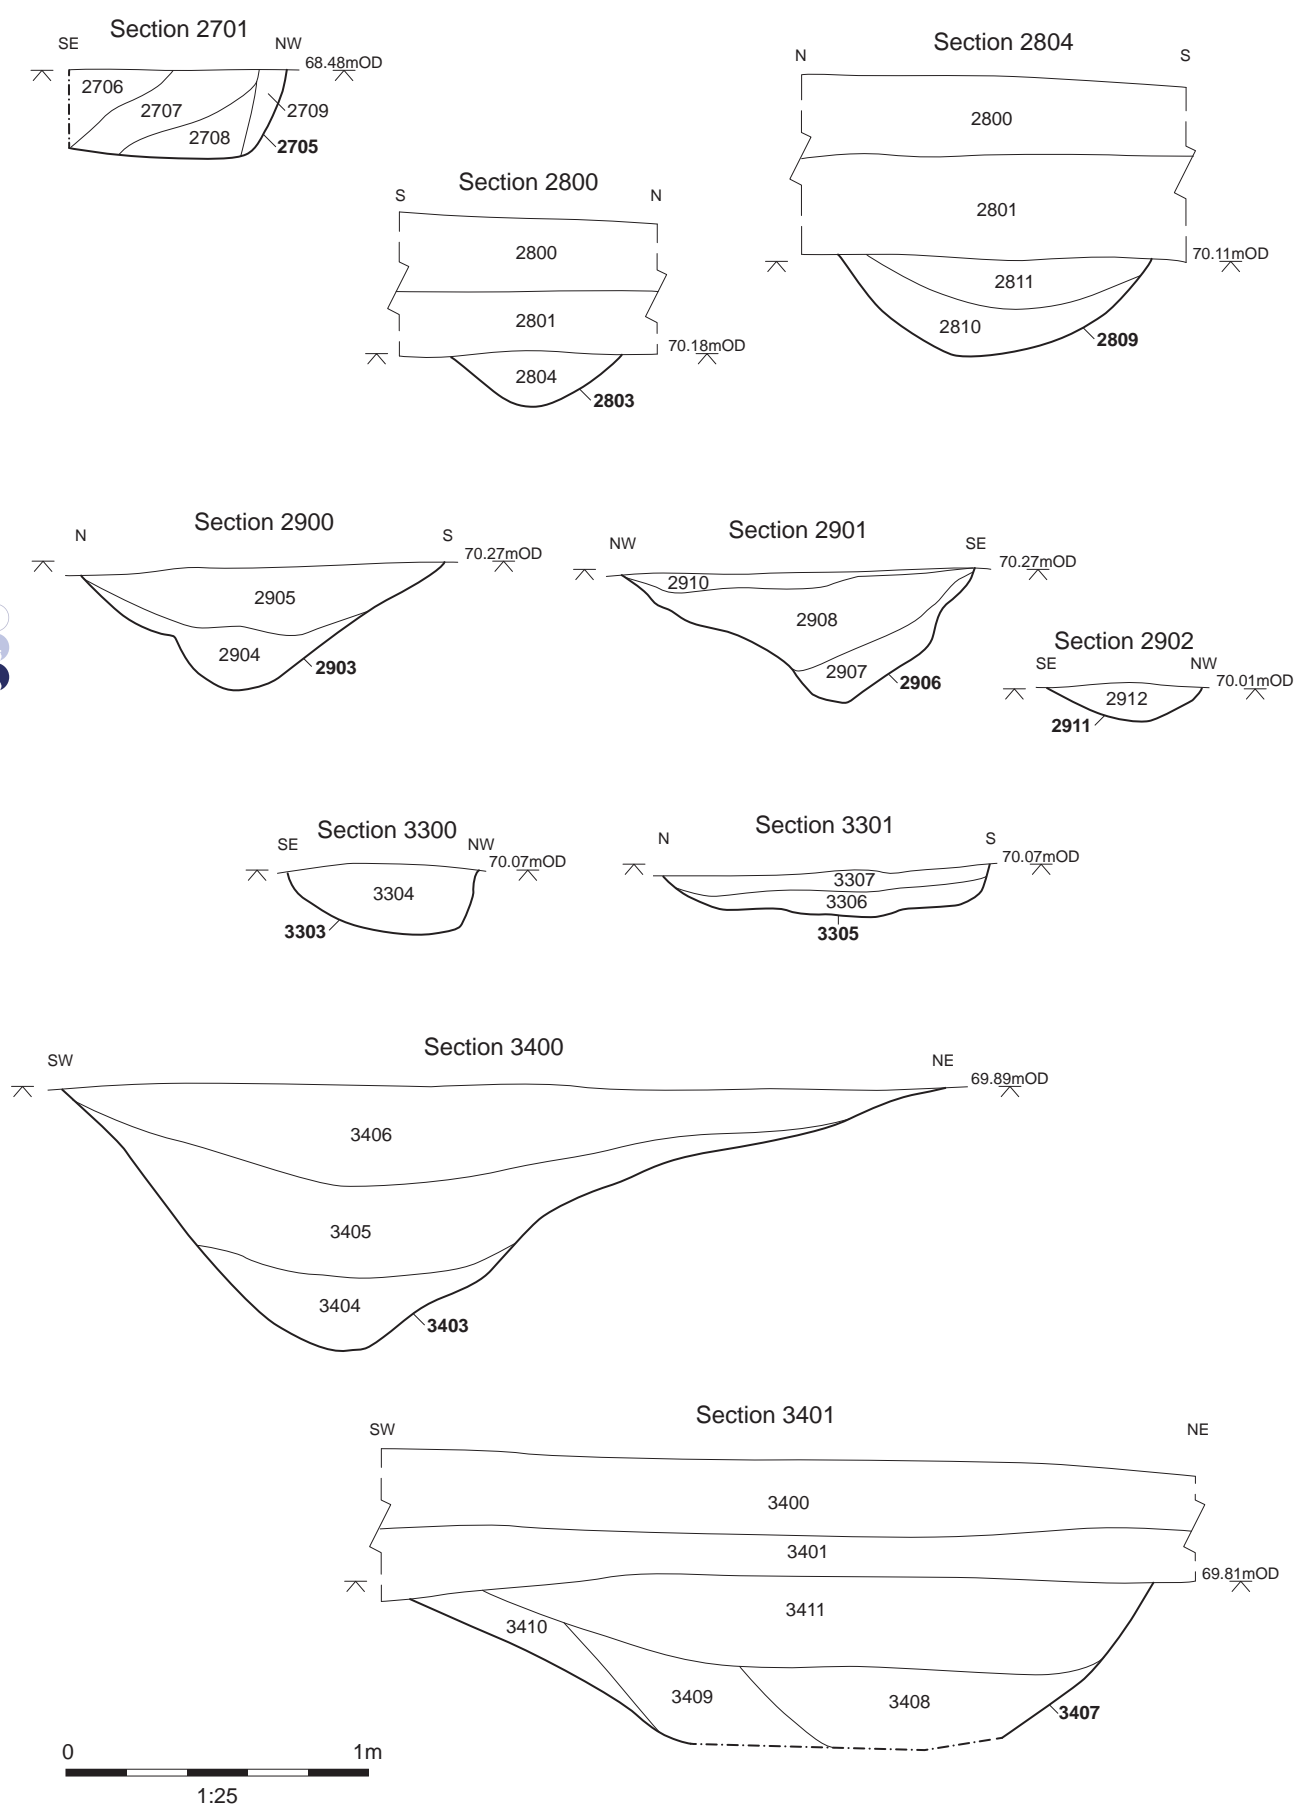 Section 2701
SE NW
68.48mOD
2706
2707
2708
2709
2705
Section 2804
N S
2800
2801
70.11mOD
2811
2810
2809
Section 2800
S N
2800
2801
70.18mOD
2804
2803
Section 2900
N S
70.27mOD
2905
2904
2903
Section 2901
NW SE
70.27mOD
2910
2908
2907
2906
Section 2902
SE NW
70.01mOD
2912
2911
Section 3300
SE NW
70.07mOD
3304
3303
Section 3301
N S
70.07mOD
3307
3306
3305
Section 3400
SW NE
69.89mOD
3406
3405
3404
3403
Section 3401
SW NE
3400
3401
69.81mOD
3411
3410
3409
3408
3407
0 1m
1:25